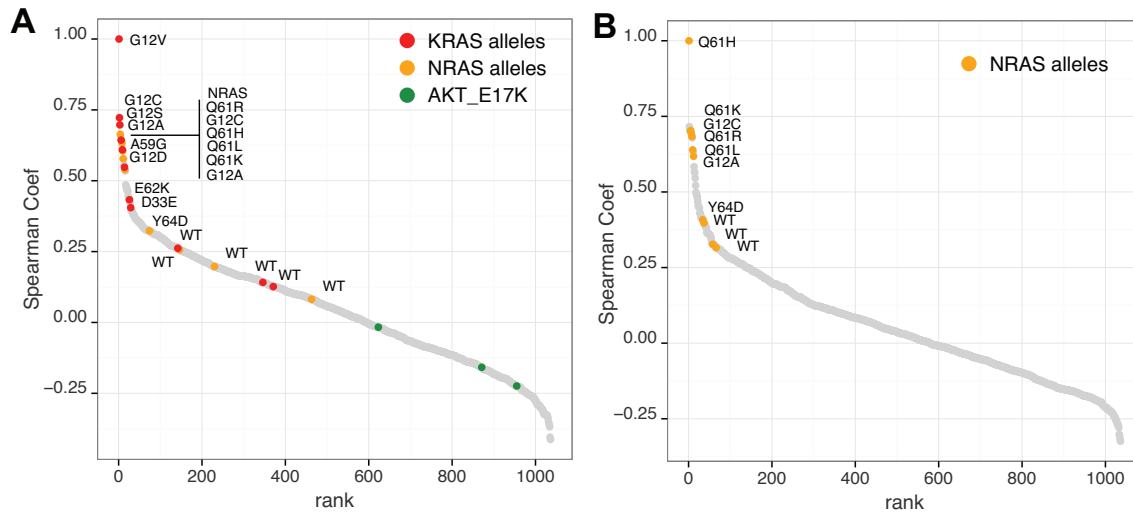 A
1.00
0.75
0.50
0.25
0.00
−0.25
Spearman Coef
0
200
400
600
800
1000
rank
G12V
KRAS alleles
NRAS alleles
AKT_E17K
G12C
G12S
G12A
A59G
G12D
NRAS
Q61R
G12C
Q61H
Q61L
Q61K
G12A
E62K
D33E
Y64D
WT
WT
WT
WT
WT
WT
B
1.00
0.75
0.50
0.25
0.00
−0.25
Spearman Coef
0
200
400
600
800
1000
rank
Q61H
NRAS alleles
Q61K
G12C
Q61R
Q61L
G12A
Y64D
WT
WT
WT